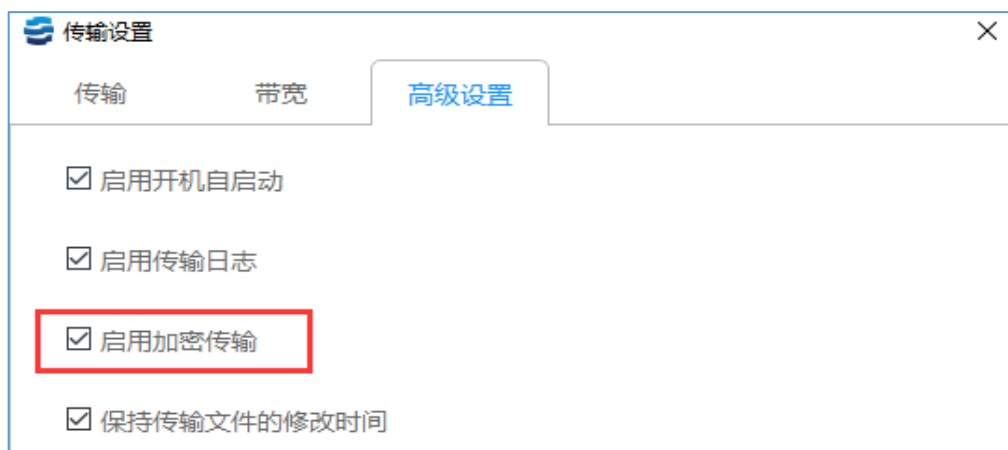 传输设置
传输 带宽 高级设置
启用开机自启动
启用传输日志
启用加密传输
保持传输文件的修改时间